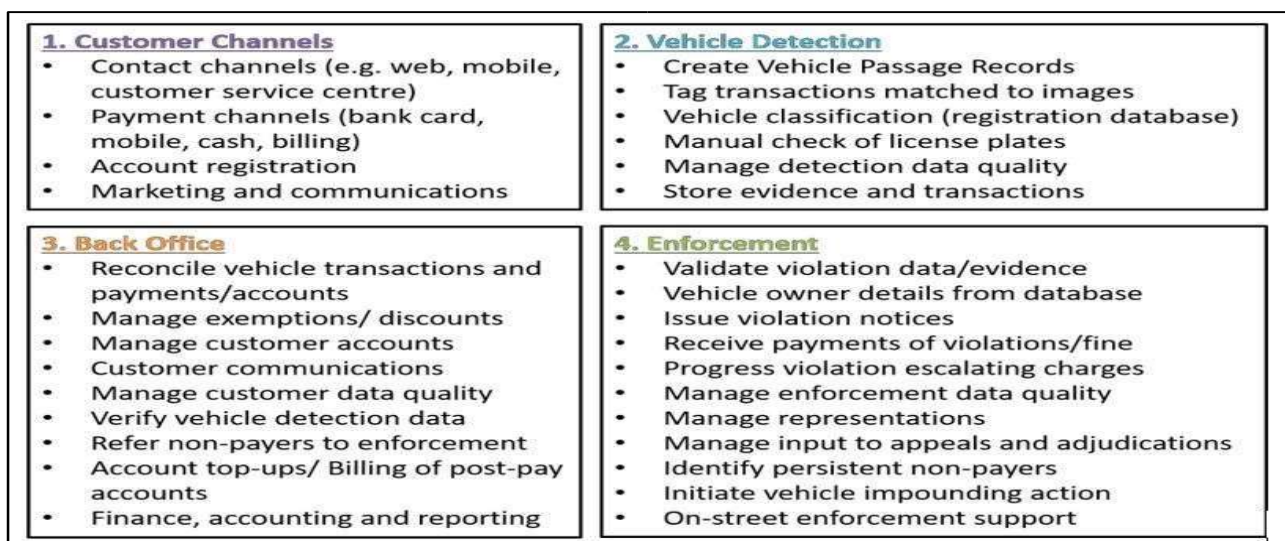 1. Customer Channels
• Contact channels (e.g. web, mobile,
customer service centre)
• Payment channels (bank card,
mobile, cash, billing)
• Account registration
• Marketing and communications
2. Vehicle Detection
• Create Vehicle Passage Records
• Tag transactions matched to images
• Vehicle classification (registration database)
• Manual check of license plates
• Manage detection data quality
• Store evidence and transactions
3. Back Office
• Reconcile vehicle transactions and
payments/accounts
• Manage exemptions/ discounts
• Manage customer accounts
• Customer communications
• Manage customer data quality
• Verify vehicle detection data
• Refer non-payers to enforcement
• Account top-ups/ Billing of post-pay
accounts
• Finance, accounting and reporting
4. Enforcement
• Validate violation data/evidence
• Vehicle owner details from database
• Issue violation notices
• Receive payments of violations/fine
• Progress violation escalating charges
• Manage enforcement data quality
• Manage representations
• Manage input to appeals and adjudications
• Identify persistent non-payers
• Initiate vehicle impounding action
• On-street enforcement support